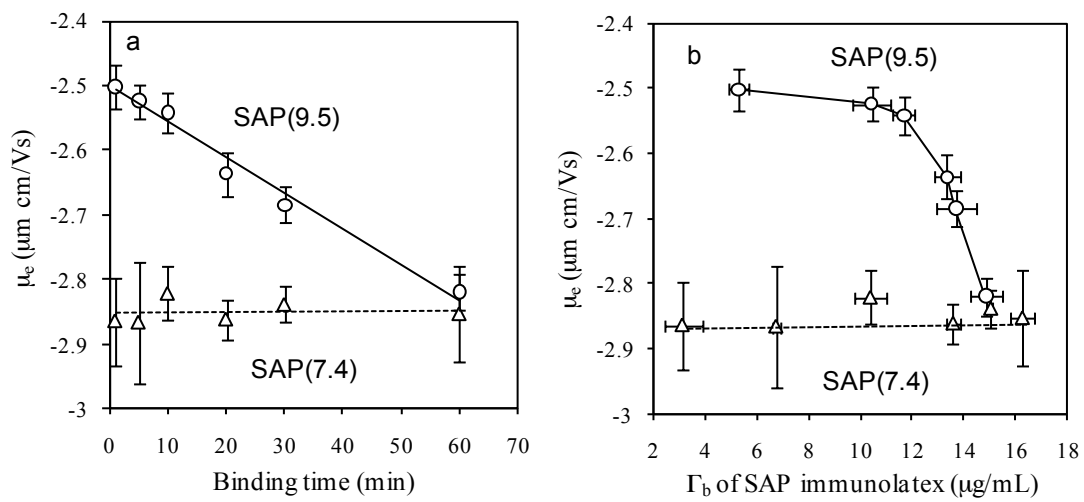 a
-2.4
-2.5
-2.6
-2.7
-2.8
-2.9
-3
μe (μm cm/Vs)
SAP(9.5)
SAP(7.4)
0 10 20 30 40 50 60 70
Binding time (min)
b
-2.4
-2.5
-2.6
-2.7
-2.8
-2.9
-3
μe (μm cm/Vs)
SAP(9.5)
SAP(7.4)
2 4 6 8 10 12 14 16 18
Γb of SAP immunolatex (μg/mL)